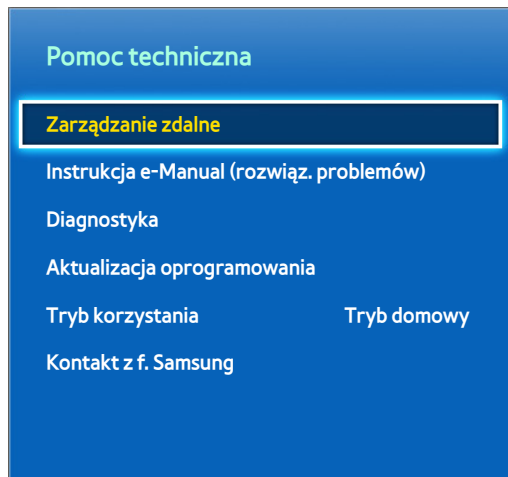 Pomoc techniczna
Zarządzanie zdalne
Instrukcja e-Manual (rozwiąz. problemów)
Diagnostyka
Aktualizacja oprogramowania
Tryb korzystania Tryb domowy
Kontakt z f. Samsung